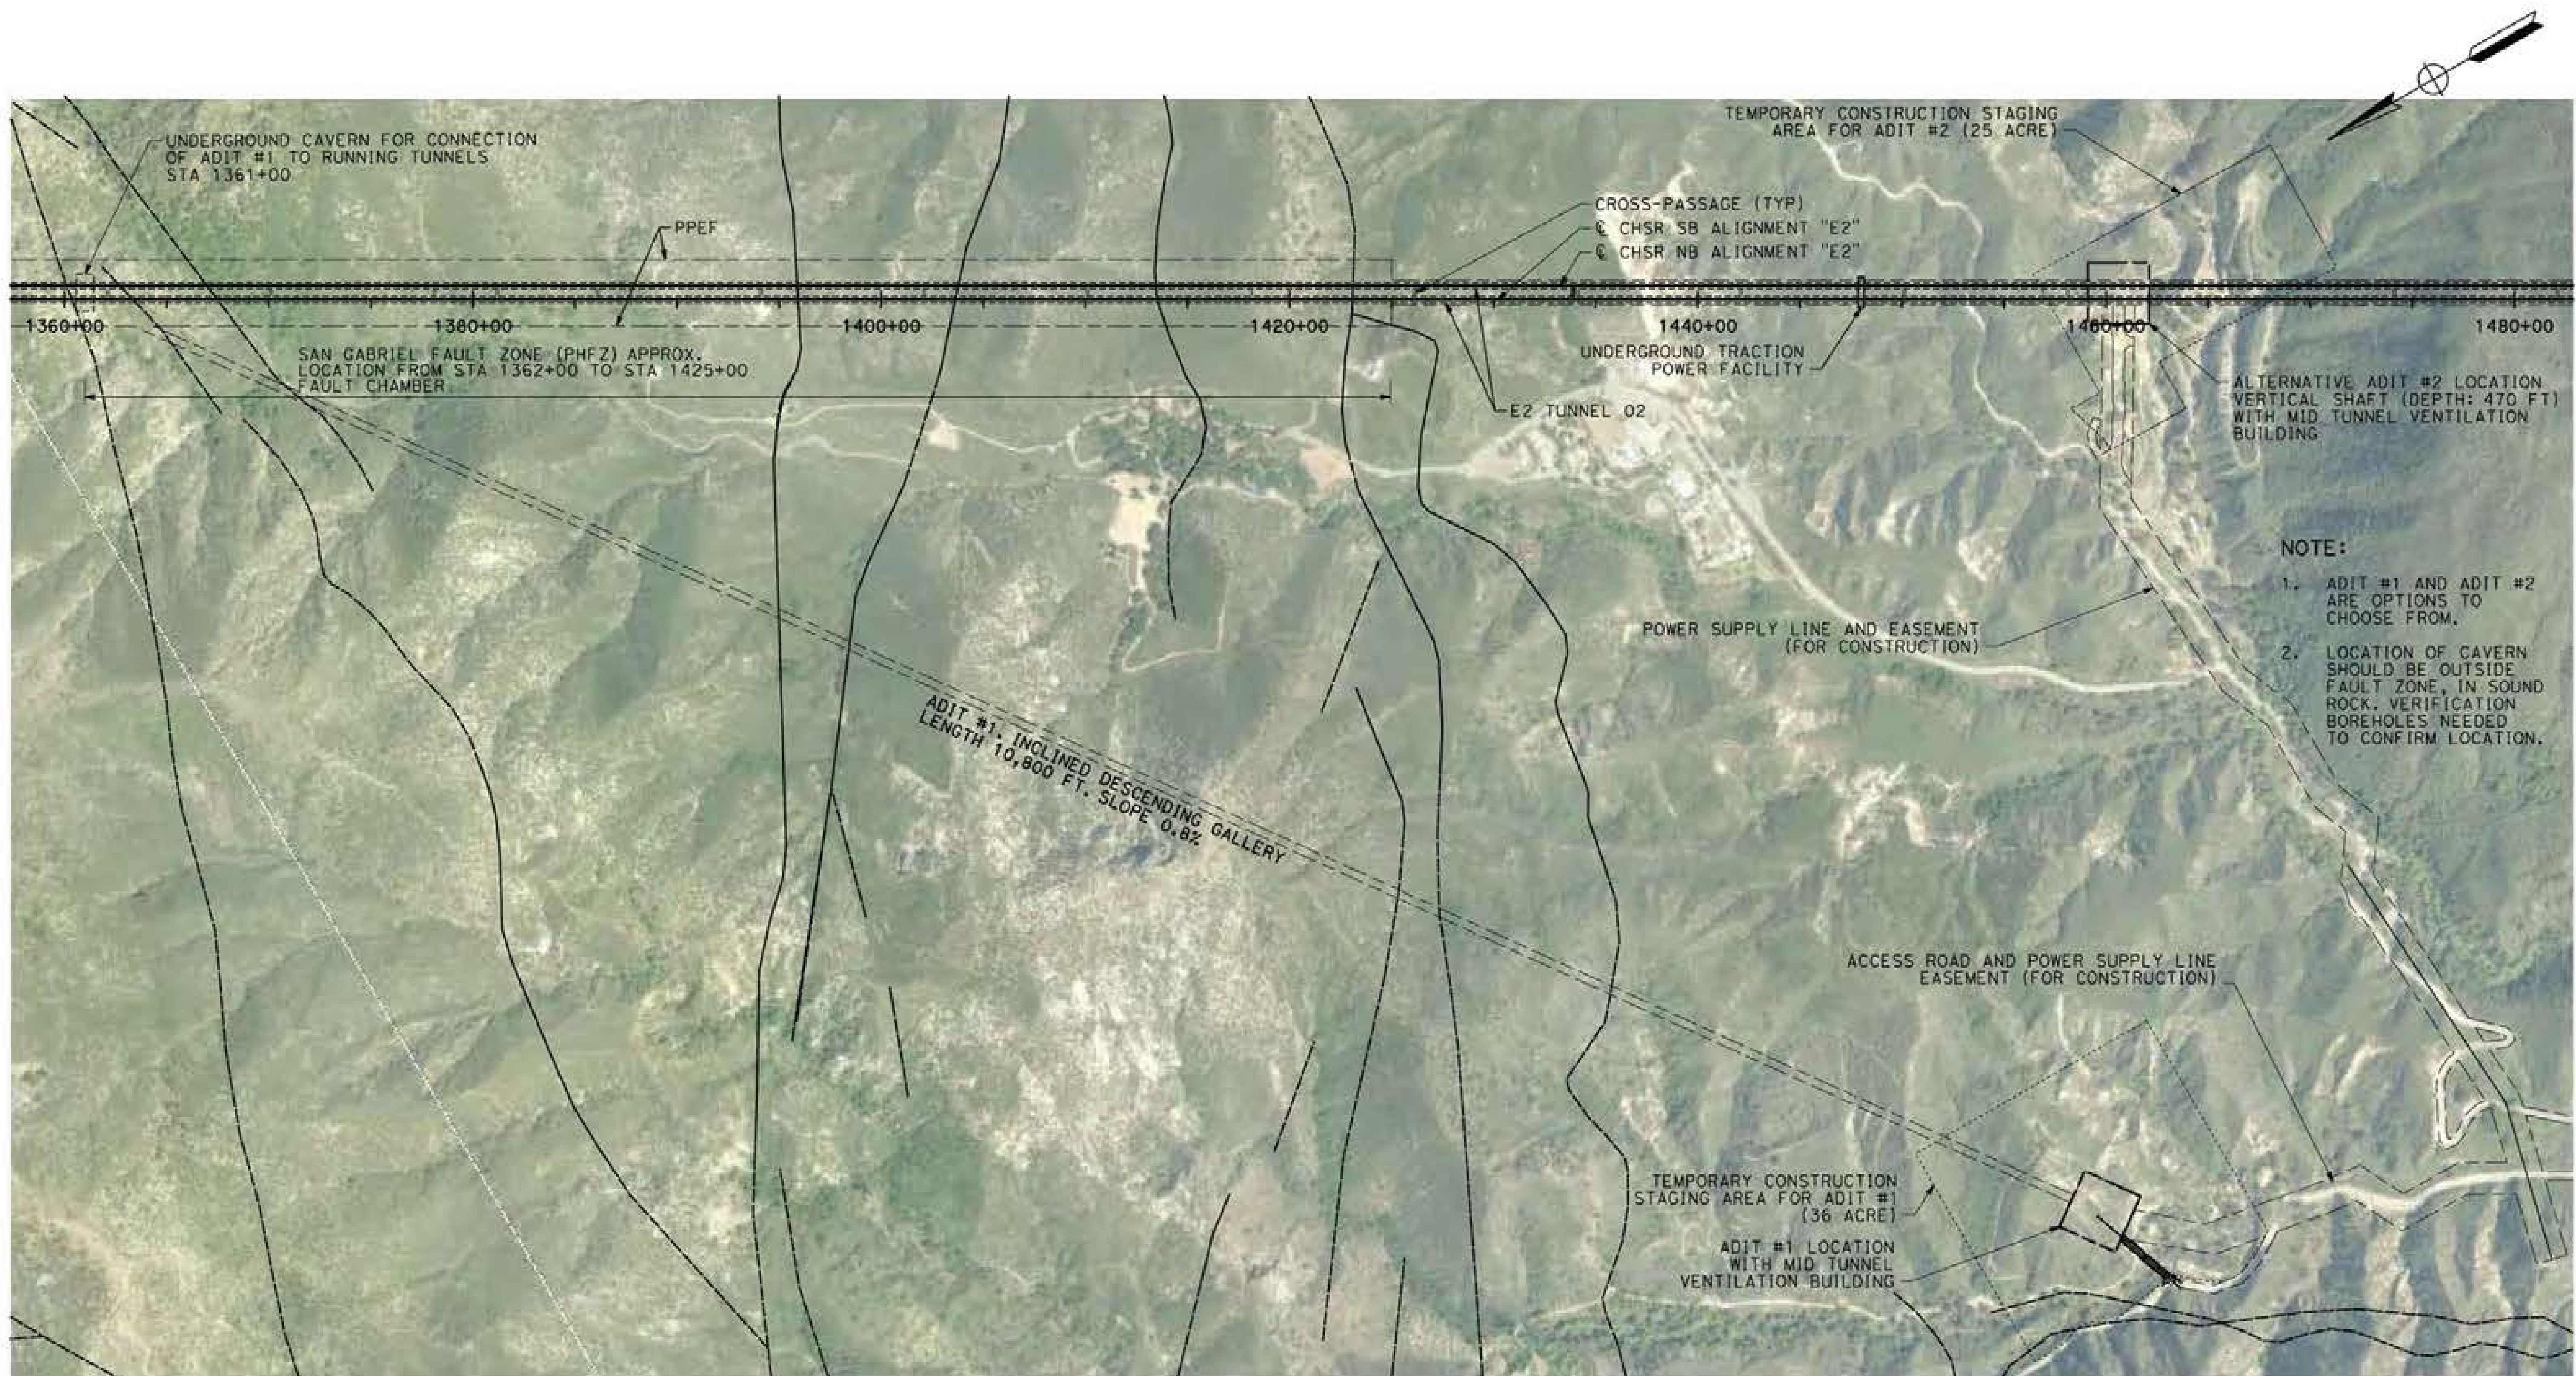 UNDERGROUND CAVERN FOR CONNECTION
OF ADIT #1 TO RUNNING TUNNELS
STA 1361+00
PPEF
TEMPORARY CONSTRUCTION STAGING
AREA FOR ADIT #2 (25 ACRE)
CROSS-PASSAGE (TYP)
℄ CHSR SB ALIGNMENT "E2"
℄ CHSR NB ALIGNMENT "E2"
1360+00
1380+00
1400+00
1420+00
1440+00
1460+00
1480+00
SAN GABRIEL FAULT ZONE (PHFZ) APPROX.
LOCATION FROM STA 1362+00 TO STA 1425+00
FAULT CHAMBER
UNDERGROUND TRACTION
POWER FACILITY
E2 TUNNEL 02
ALTERNATIVE ADIT #2 LOCATION
VERTICAL SHAFT (DEPTH: 470 FT)
WITH MID TUNNEL VENTILATION
BUILDING
NOTE:
1. ADIT #1 AND ADIT #2
ARE OPTIONS TO
CHOOSE FROM.
2. LOCATION OF CAVERN
SHOULD BE OUTSIDE
FAULT ZONE, IN SOUND
ROCK. VERIFICATION
BOREHOLES NEEDED
TO CONFIRM LOCATION.
POWER SUPPLY LINE AND EASEMENT
(FOR CONSTRUCTION)
ADIT #1. INCLINED DESCENDING GALLERY
LENGTH 10,800 FT. SLOPE 0.8%
ACCESS ROAD AND POWER SUPPLY LINE
EASEMENT (FOR CONSTRUCTION)
TEMPORARY CONSTRUCTION
STAGING AREA FOR ADIT #1
(36 ACRE)
ADIT #1 LOCATION
WITH MID TUNNEL
VENTILATION BUILDING